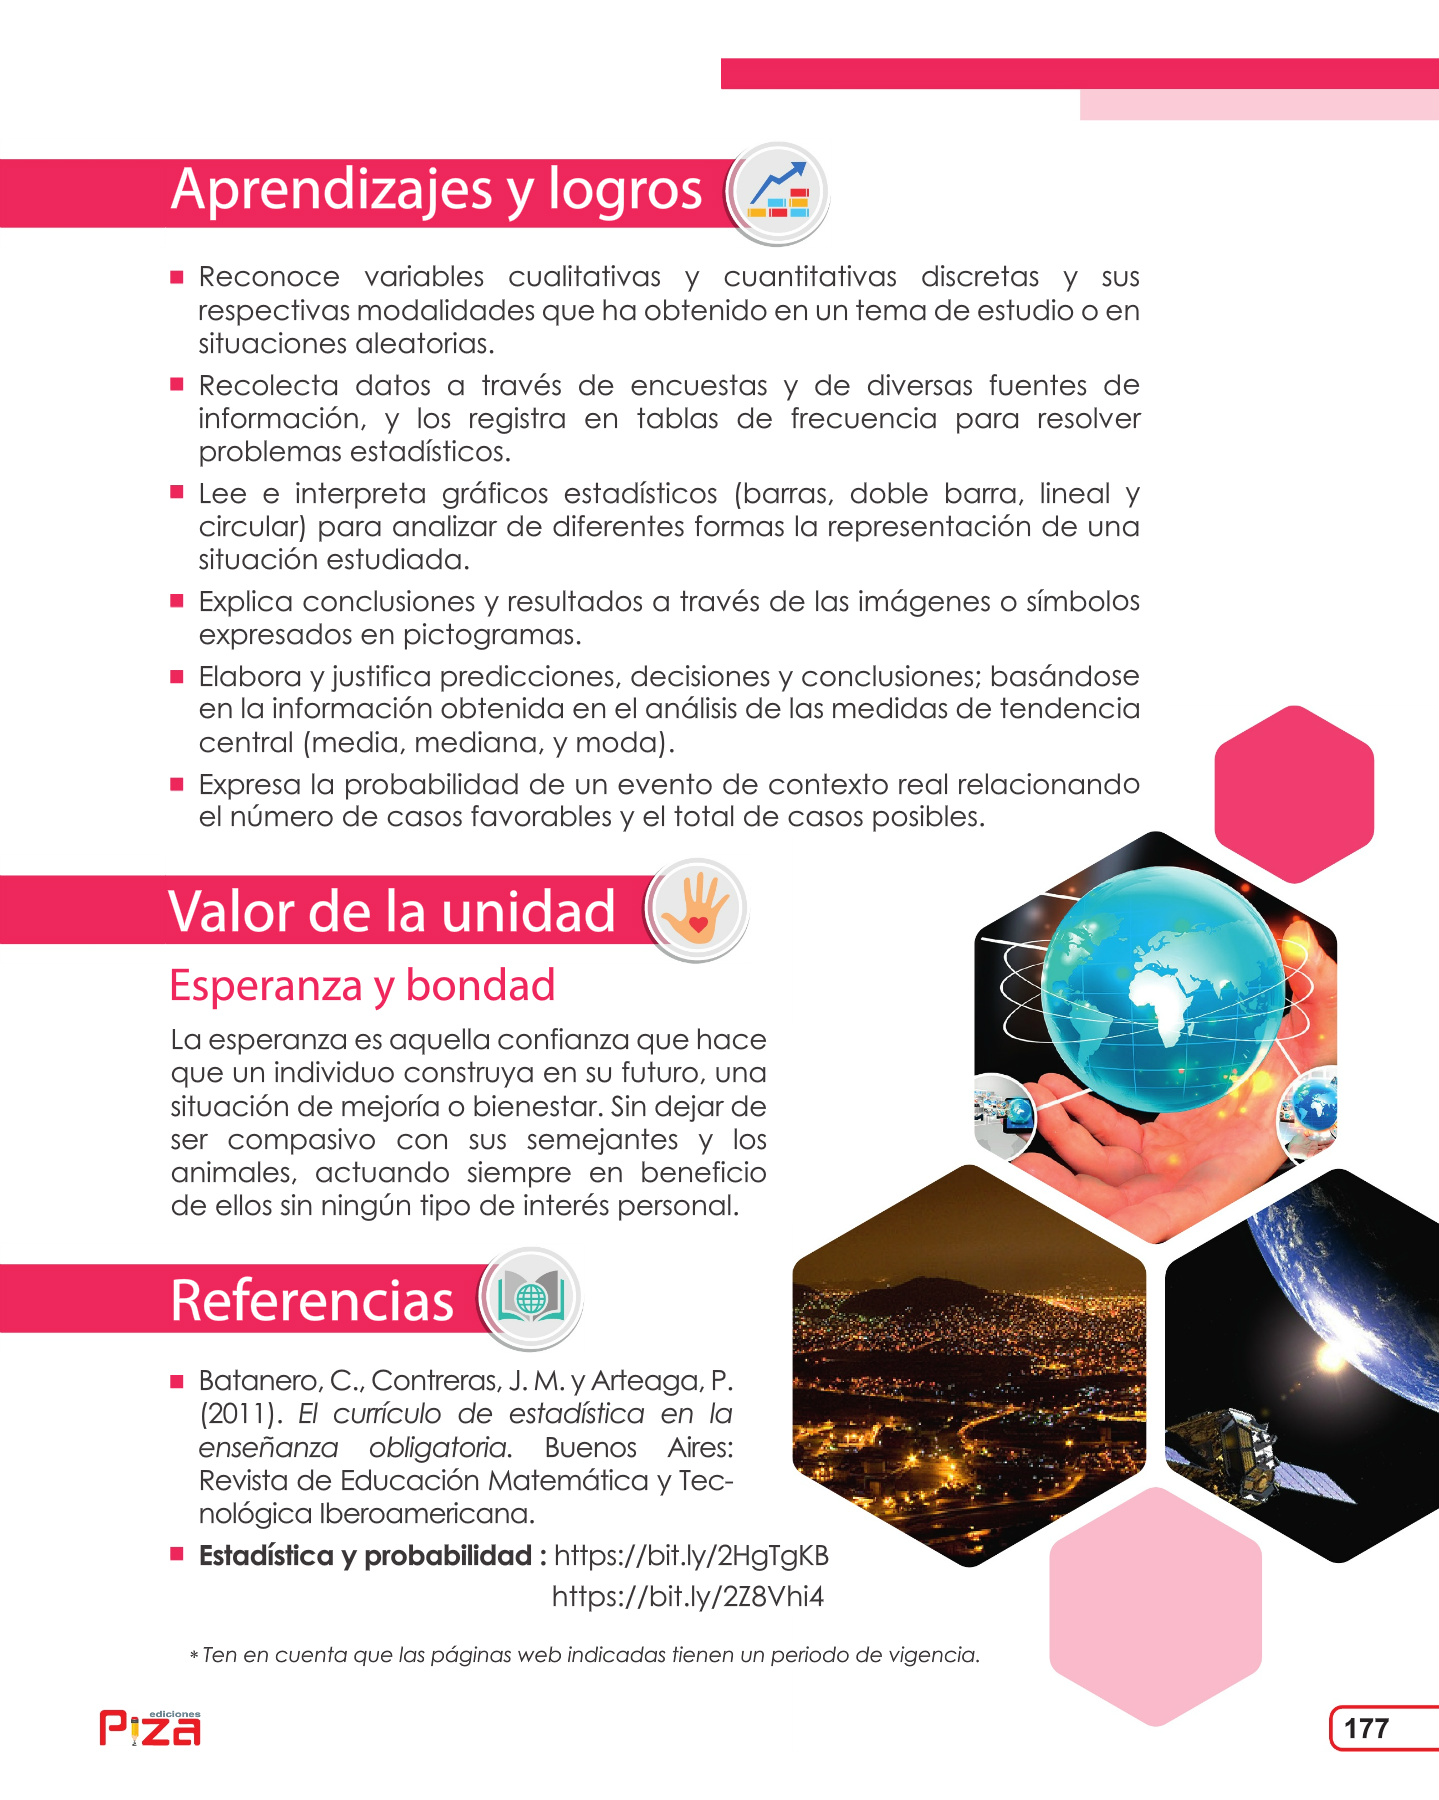 Aprendizajes y logros
Reconoce variables cualitativas y cuantitativas discretas y sus
respectivas modalidades que ha obtenido en un tema de estudio o en
situaciones aleatorias.
Recolecta datos a través de encuestas y de diversas fuentes de
información, y los registra en tablas de frecuencia para resolver
problemas estadísticos.
Lee e interpreta gráficos estadísticos (barras, doble barra, lineal y
circular) para analizar de diferentes formas la representación de una
situación estudiada.
Explica conclusiones y resultados a través de las imágenes o símbolos
expresados en pictogramas.
Elabora y justifica predicciones, decisiones y conclusiones; basándose
en la información obtenida en el análisis de las medidas de tendencia
central (media, mediana, y moda).
Expresa la probabilidad de un evento de contexto real relacionando
el número de casos favorables y el total de casos posibles.
Valor de la unidad
Esperanza y bondad
La esperanza es aquella confianza que hace
que un individuo construya en su futuro, una
situación de mejoría o bienestar. Sin dejar de
ser compasivo con sus semejantes y los
animales, actuando siempre en beneficio
de ellos sin ningún tipo de interés personal.
Referencias
Batanero, C., Contreras, J. M. y Arteaga, P.
(2011). El currículo de estadística en la
enseñanza obligatoria. Buenos Aires:
Revista de Educación Matemática y Tec-
nológica Iberoamericana.
Estadística y probabilidad : https://bit.ly/2HgTgKB
https://bit.ly/2Z8Vhi4
* Ten en cuenta que las páginas web indicadas tienen un periodo de vigencia.
ediciones
Piza
177